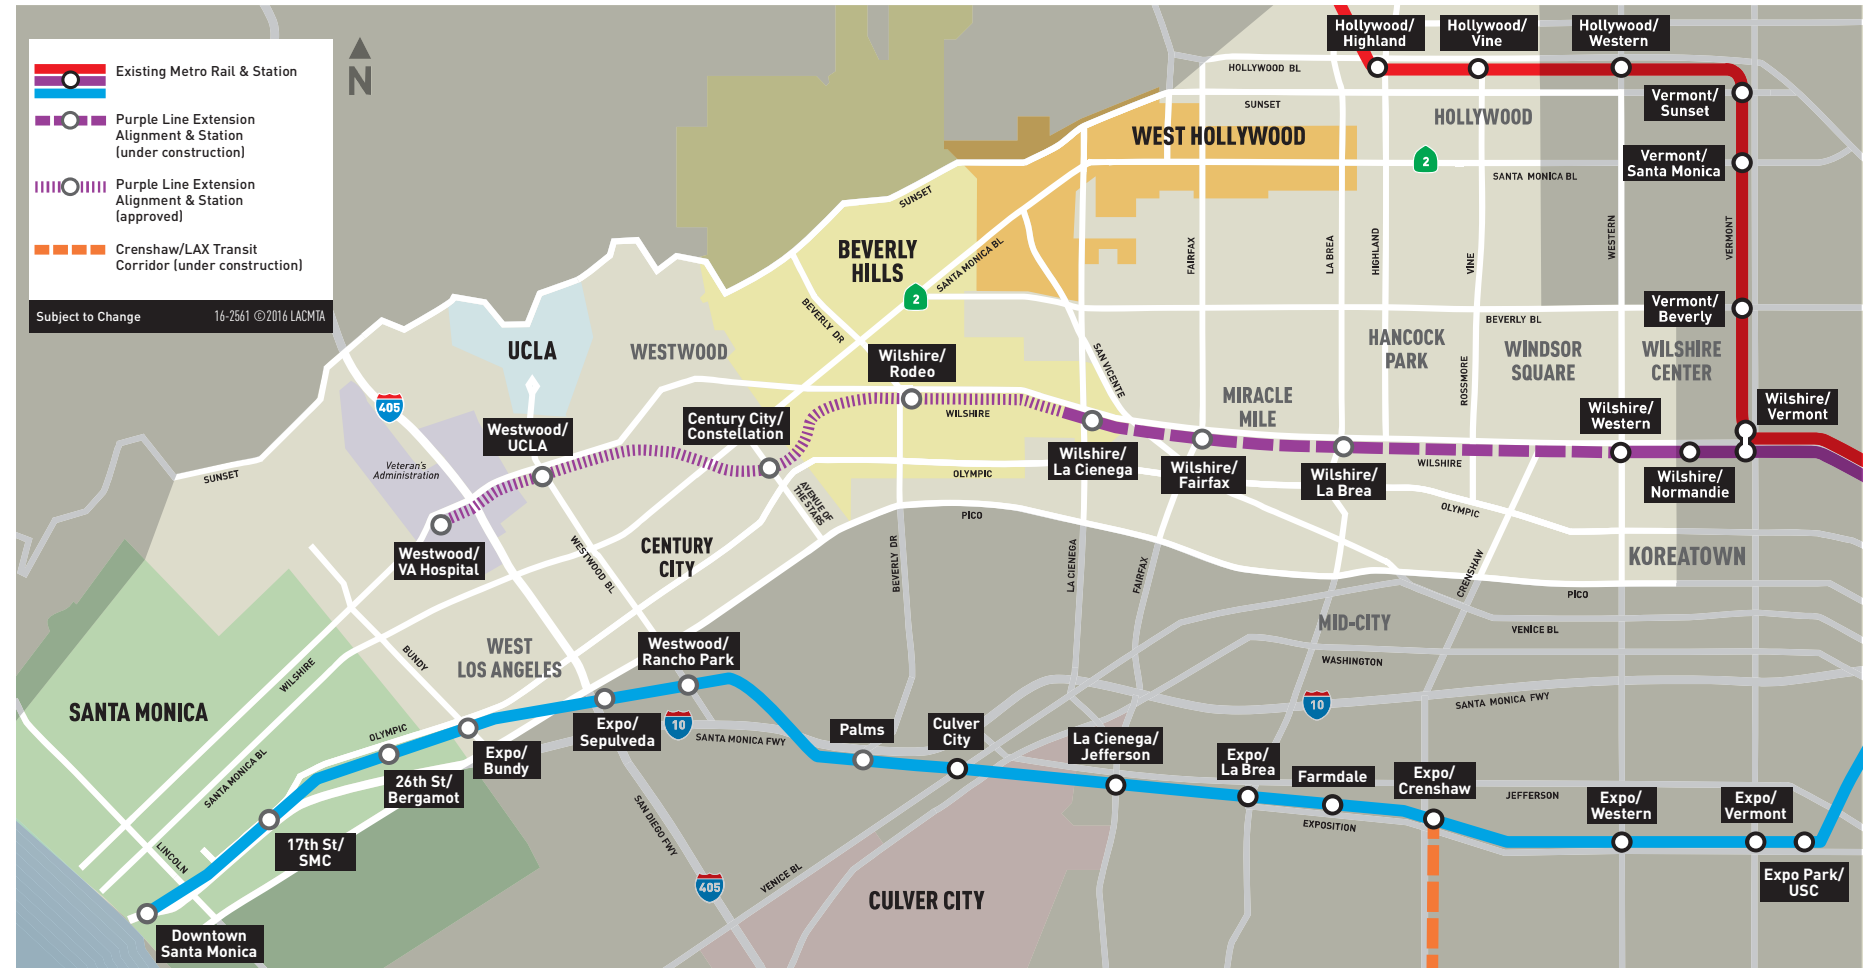 Existing Metro Rail & Station
Purple Line Extension
Alignment & Station
(under construction)
Purple Line Extension
Alignment & Station
(approved)
Crenshaw/LAX Transit
Corridor (under construction)
Subject to Change
16-2561 ©2016 LACMTA
N
Hollywood/
Highland
Hollywood/
Vine
Hollywood/
Western
HOLLYWOOD BL
SUNSET
Vermont/
Sunset
HOLLYWOOD
WEST HOLLYWOOD
2
Vermont/
Santa Monica
SANTA MONICA BL
SUNSET
BEVERLY
HILLS
SANTA MONICA BL
2
FAIRFAX
LA BREA
HIGHLAND
VINE
WESTERN
VERMONT
BEVERLY DR
Vermont/
Beverly
BEVERLY BL
UCLA
WESTWOOD
Wilshire/
Rodeo
SAN VICENTE
HANCOCK
PARK
WINDSOR
SQUARE
WILSHIRE
CENTER
ROSSMORE
MIRACLE
MILE
405
Westwood/
UCLA
Century City/
Constellation
WILSHIRE
Wilshire/
Western
Wilshire/
Vermont
Veteran's
Administration
SUNSET
OLYMPIC
Wilshire/
La Cienega
Wilshire/
Fairfax
Wilshire/
La Brea
WILSHIRE
Wilshire/
Normandie
AVENUE OF
THE STARS
PICO
OLYMPIC
Westwood/
VA Hospital
WESTWOOD BL
CENTURY
CITY
BEVERLY DR
LA CIENEGA
FAIRFAX
CRENSHAW
KOREATOWN
PICO
MID-CITY
VENICE BL
WASHINGTON
WEST
LOS ANGELES
BUNDY
WILSHIRE
Westwood/
Rancho Park
SANTA MONICA
OLYMPIC
SANTA MONICA BL
Expo/
Bundy
Expo/
Sepulveda
10
SANTA MONICA FWY
Palms
Culver
City
La Cienega/
Jefferson
10
SANTA MONICA FWY
Expo/
La Brea
Farmdale
Expo/
Crenshaw
JEFFERSON
Expo/
Western
Expo/
Vermont
EXPOSITION
26th St/
Bergamot
17th St/
SMC
LINCOLN
SAN DIEGO FWY
405
VENICE BL
CULVER CITY
Expo Park/
USC
Downtown
Santa Monica